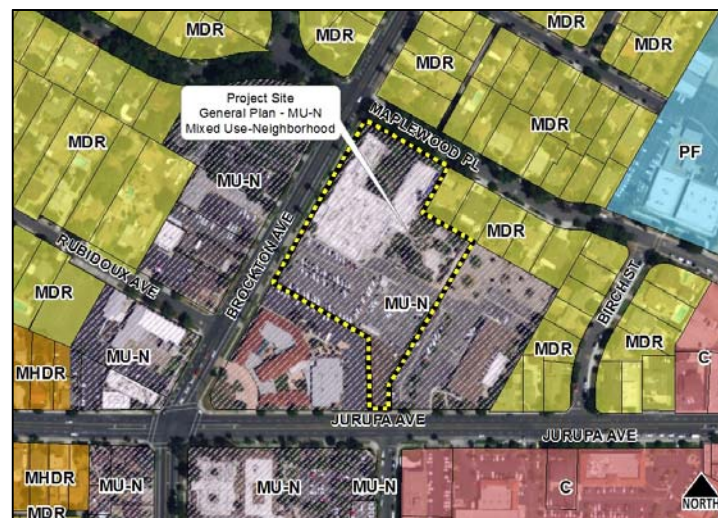 MDR
MDR
MDR
MDR
Project Site
General Plan - MU-N
Mixed Use-Neighborhood
MDR
MDR
MAPLEWOOD PL
MDR
PF
MU-N
RUBIDOUX AVE
BROCKTON AVE
MDR
MDR
MU-N
BIRCH ST
MU-N
MDR
MDR
C
MHDR
JURUPA AVE
JURUPA AVE
MHDR
MU-N
MU-N
MU-N
C
MDR
NORTH